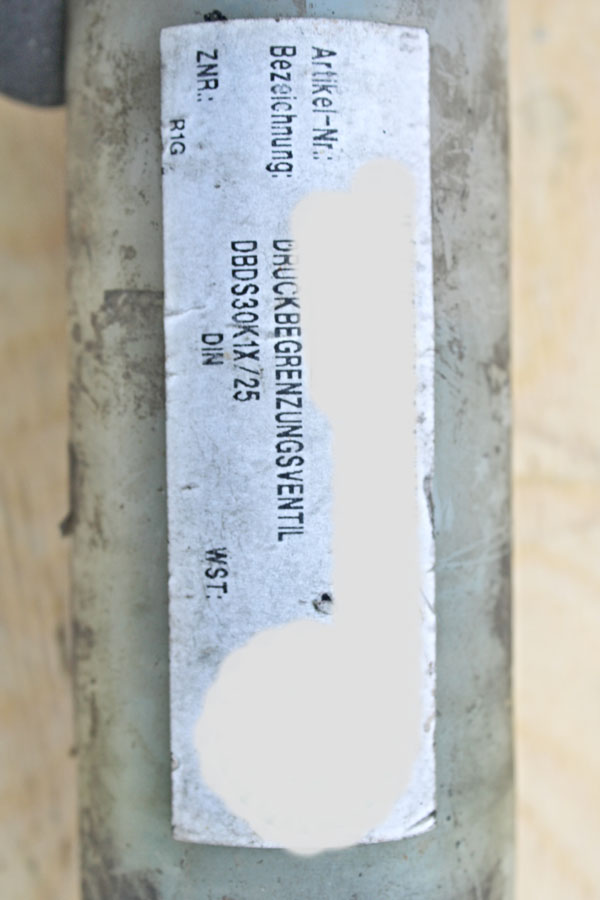 Artikel-Nr.:
Bezeichnung: DRUCKBEGRENZUNGSVENTIL
DBDS30K1X/25
ZNR.: DIN WST:
R1G